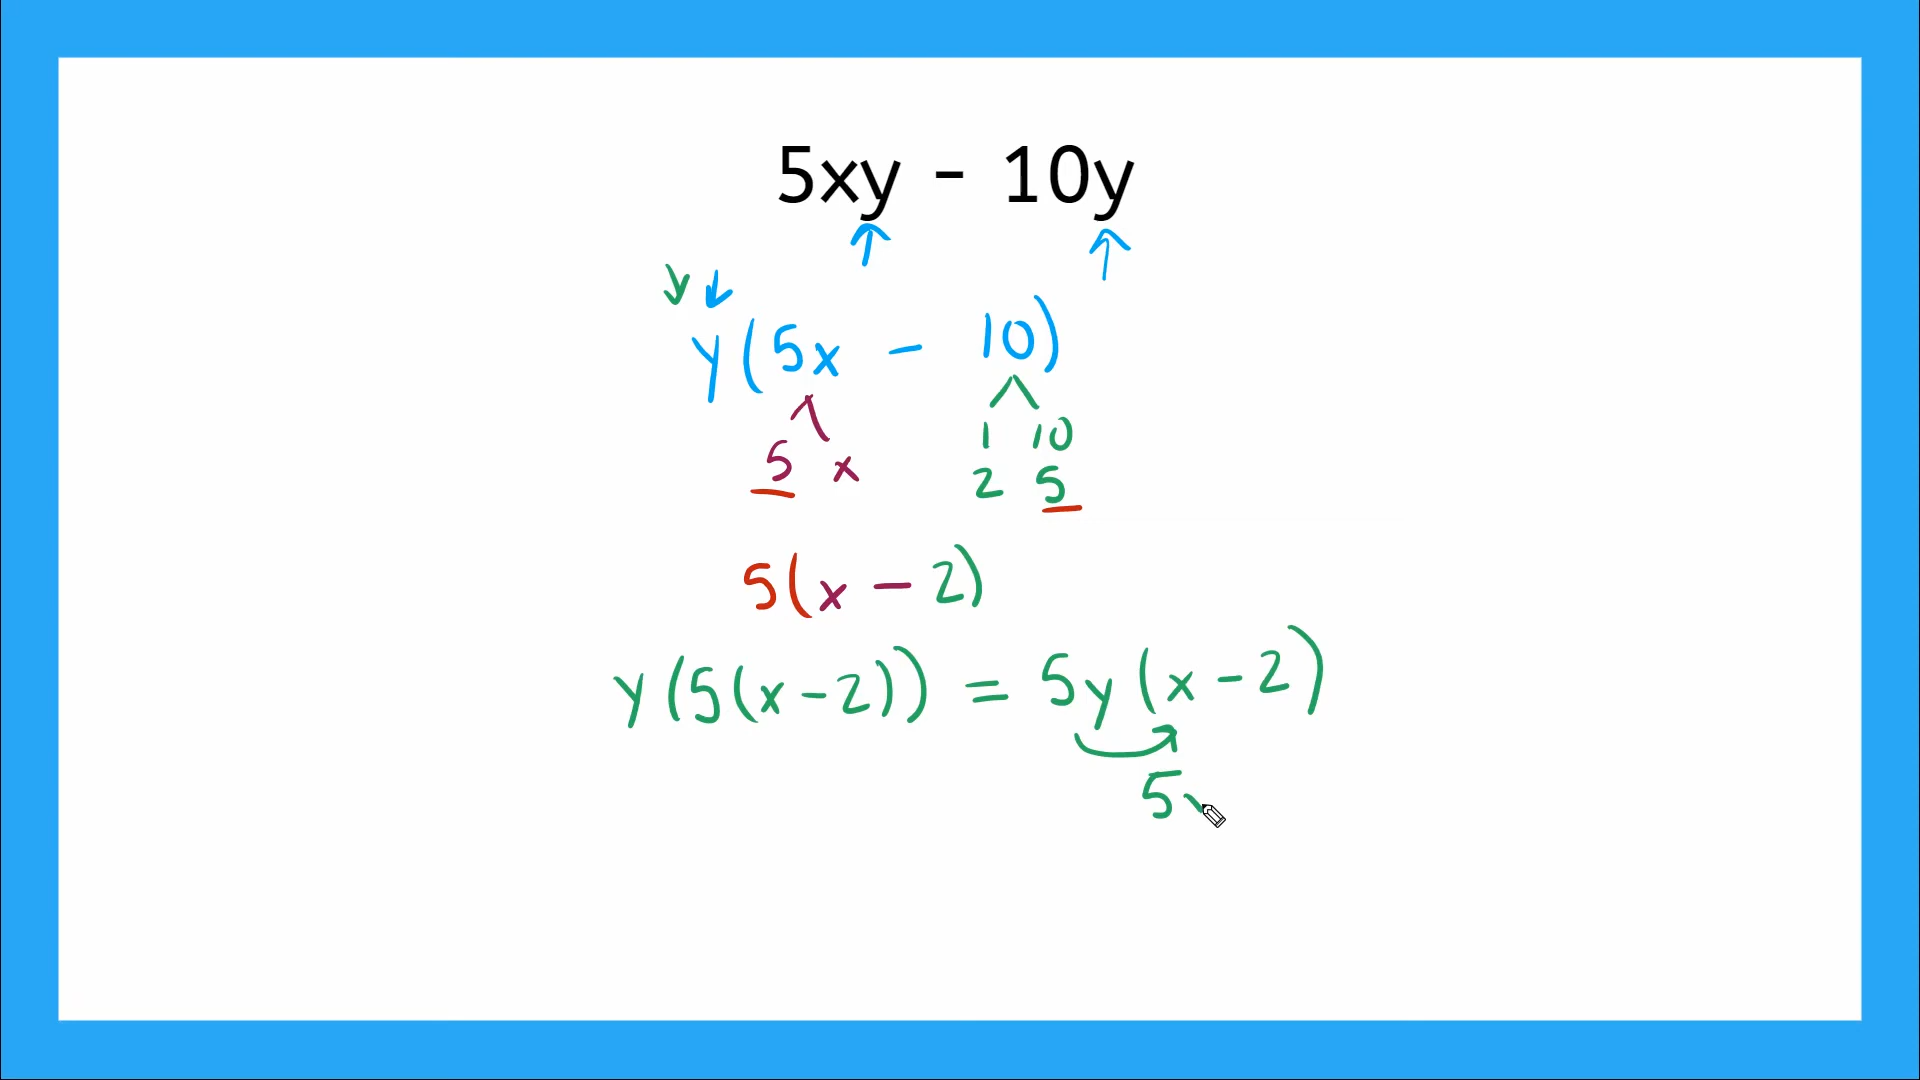 5xy - 10y
y(5x - 10)
5 x 1 10
2 5
5(x - 2)
y(5(x-2)) = 5y(x-2)
5